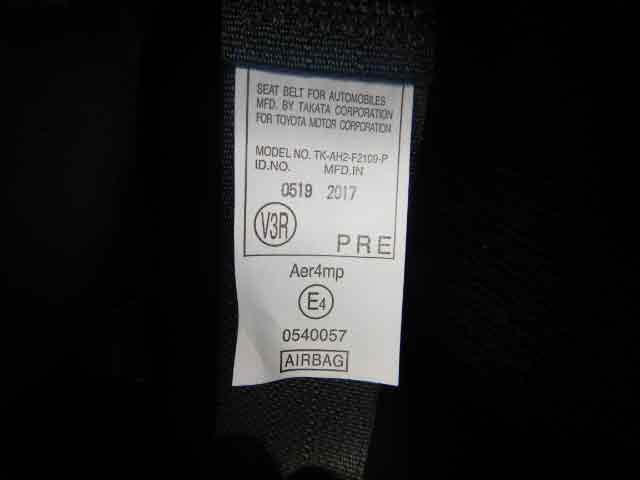 SEAT BELT FOR AUTOMOBILES
MFD. BY TAKATA CORPORATION
FOR TOYOTA MOTOR CORPORATION
MODEL NO. TK-AH2-F2109-P
ID.NO. MFD.IN
0519 2017
V3R
PRE
Aer4mp
E4
0540057
AIRBAG